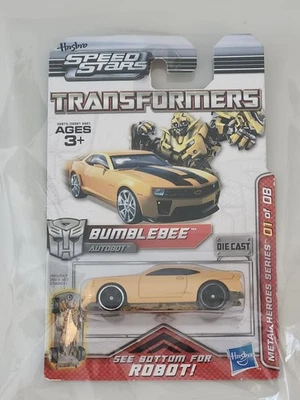 Hasbro
SPEED
STARS
TRANSFORMERS
AGES
3+
BUMBLEBEE™
AUTOBOT
DIE CAST
METAL HEROES SERIES 01 of 08
SEE BOTTOM FOR
ROBOT!
Hasbro